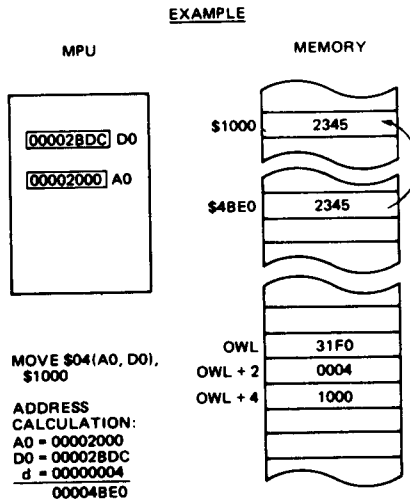 EXAMPLE
MPU
MEMORY
00002BDC D0
00002000 A0
$1000 2345
$4BE0 2345
OWL 31F0
OWL + 2 0004
OWL + 4 1000
MOVE $04(A0, D0),
$1000
ADDRESS
CALCULATION:
A0 = 00002000
D0 = 00002BDC
d = 00000004
00004BE0